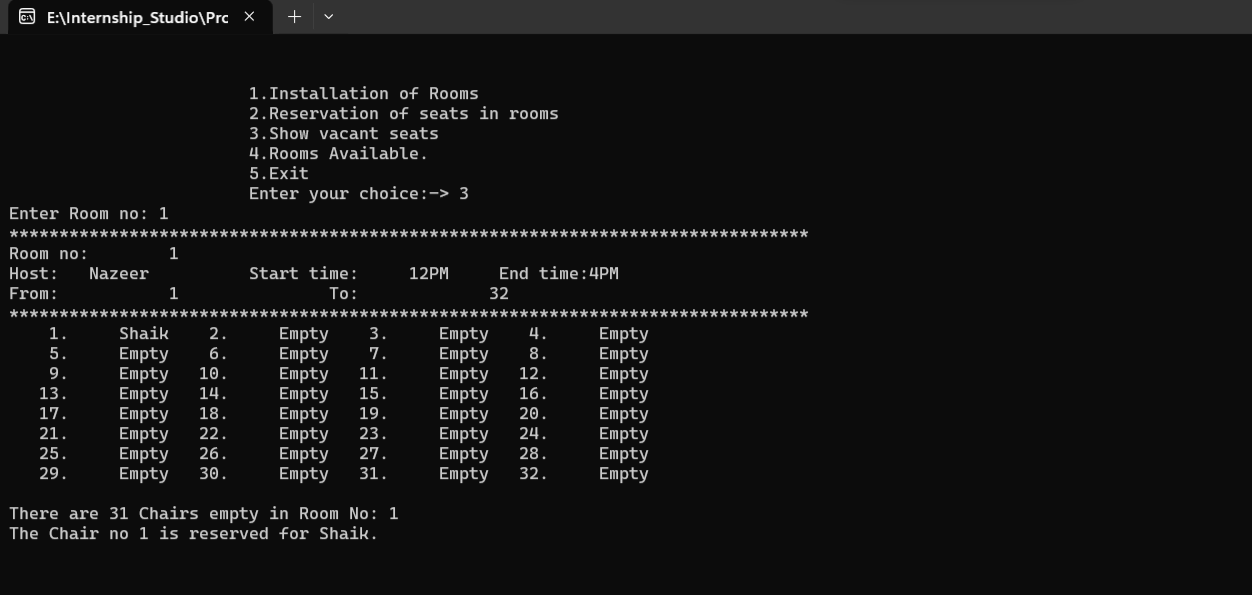 E:\Internship_Studio\Prc
1.Installation of Rooms
2.Reservation of seats in rooms
3.Show vacant seats
4.Rooms Available.
5.Exit
Enter your choice:-> 3
Enter Room no: 1
********************************************************************************
Room no: 1
Host: Nazeer Start time: 12PM End time:4PM
From: 1 To: 32
********************************************************************************
1. Shaik 2. Empty 3. Empty 4. Empty
5. Empty 6. Empty 7. Empty 8. Empty
9. Empty 10. Empty 11. Empty 12. Empty
13. Empty 14. Empty 15. Empty 16. Empty
17. Empty 18. Empty 19. Empty 20. Empty
21. Empty 22. Empty 23. Empty 24. Empty
25. Empty 26. Empty 27. Empty 28. Empty
29. Empty 30. Empty 31. Empty 32. Empty
There are 31 Chairs empty in Room No: 1
The Chair no 1 is reserved for Shaik.